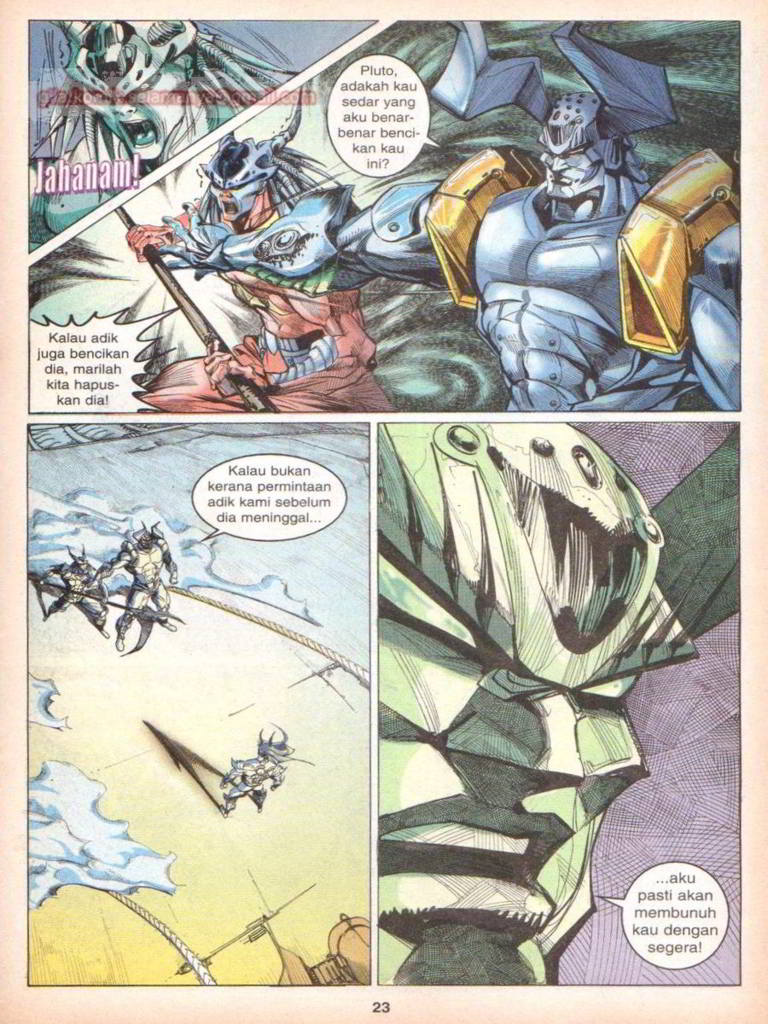 Jahanam!
Pluto,
adakah kau
sedar yang
aku benar-
benar benci-
kan kau
ini?
Kalau adik
juga bencikan
dia, marilah
kita hapus-
kan dia!
Kalau bukan
kerana permintaan
adik kami sebelum
dia meninggal...
...aku
pasti akan
membunuh
kau dengan
segera!
23